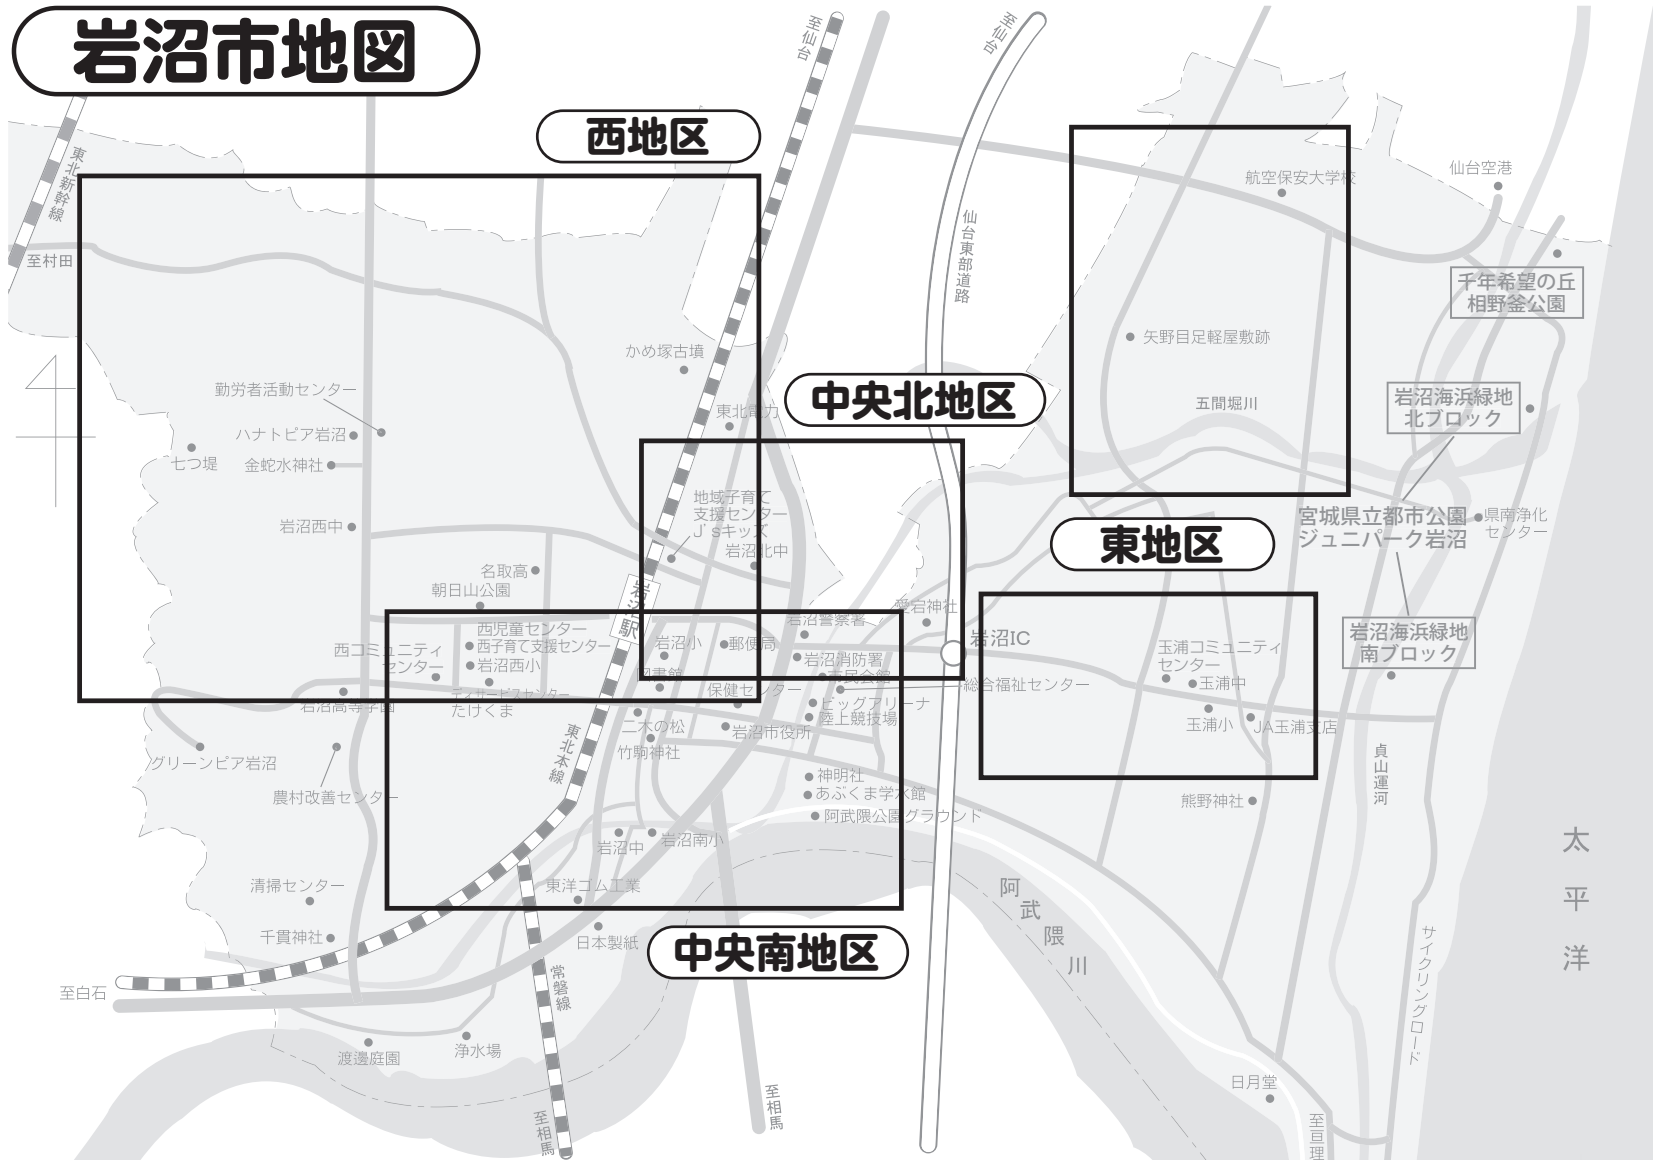 岩沼市地図
至仙台
至仙台
西地区
東北新幹線
至村田
仙台東部道路
航空保安大学校
仙台空港
千年希望の丘
相野釜公園
矢野目足軽屋敷跡
かめ塚古墳
勤労者活動センター
東北電力
中央北地区
五間堀川
岩沼海浜緑地
北ブロック
ハナトピア岩沼
七つ堤
金蛇水神社
地域子育て
支援センター
J'sキッズ
岩沼北中
岩沼西中
宮城県立都市公園
ジュニパーク岩沼
県南浄化
センター
東地区
名取高
朝日山公園
岩沼駅
愛宕神社
岩沼警察署
西児童センター
西子育て支援センター
岩沼西小
西コミュニティ
センター
岩沼小
郵便局
岩沼消防署
市民会館
岩沼IC
玉浦コミュニティ
センター
玉浦中
岩沼海浜緑地
南ブロック
図書館
保健センター
総合福祉センター
ビッグアリーナ
陸上競技場
デイサービスセンター
たけくま
岩沼高等学園
二木の松
竹駒神社
岩沼市役所
玉浦小
JA玉浦支店
東北本線
グリーンピア岩沼
農村改善センター
神明社
あぶくま学水館
阿武隈公園グラウンド
熊野神社
貞山運河
岩沼中
岩沼南小
太平洋
清掃センター
東洋ゴム工業
阿武隈川
千貫神社
日本製紙
中央南地区
サイクリングロード
至白石
常磐線
渡邊庭園
浄水場
日月堂
至相馬
至相馬
至亘理